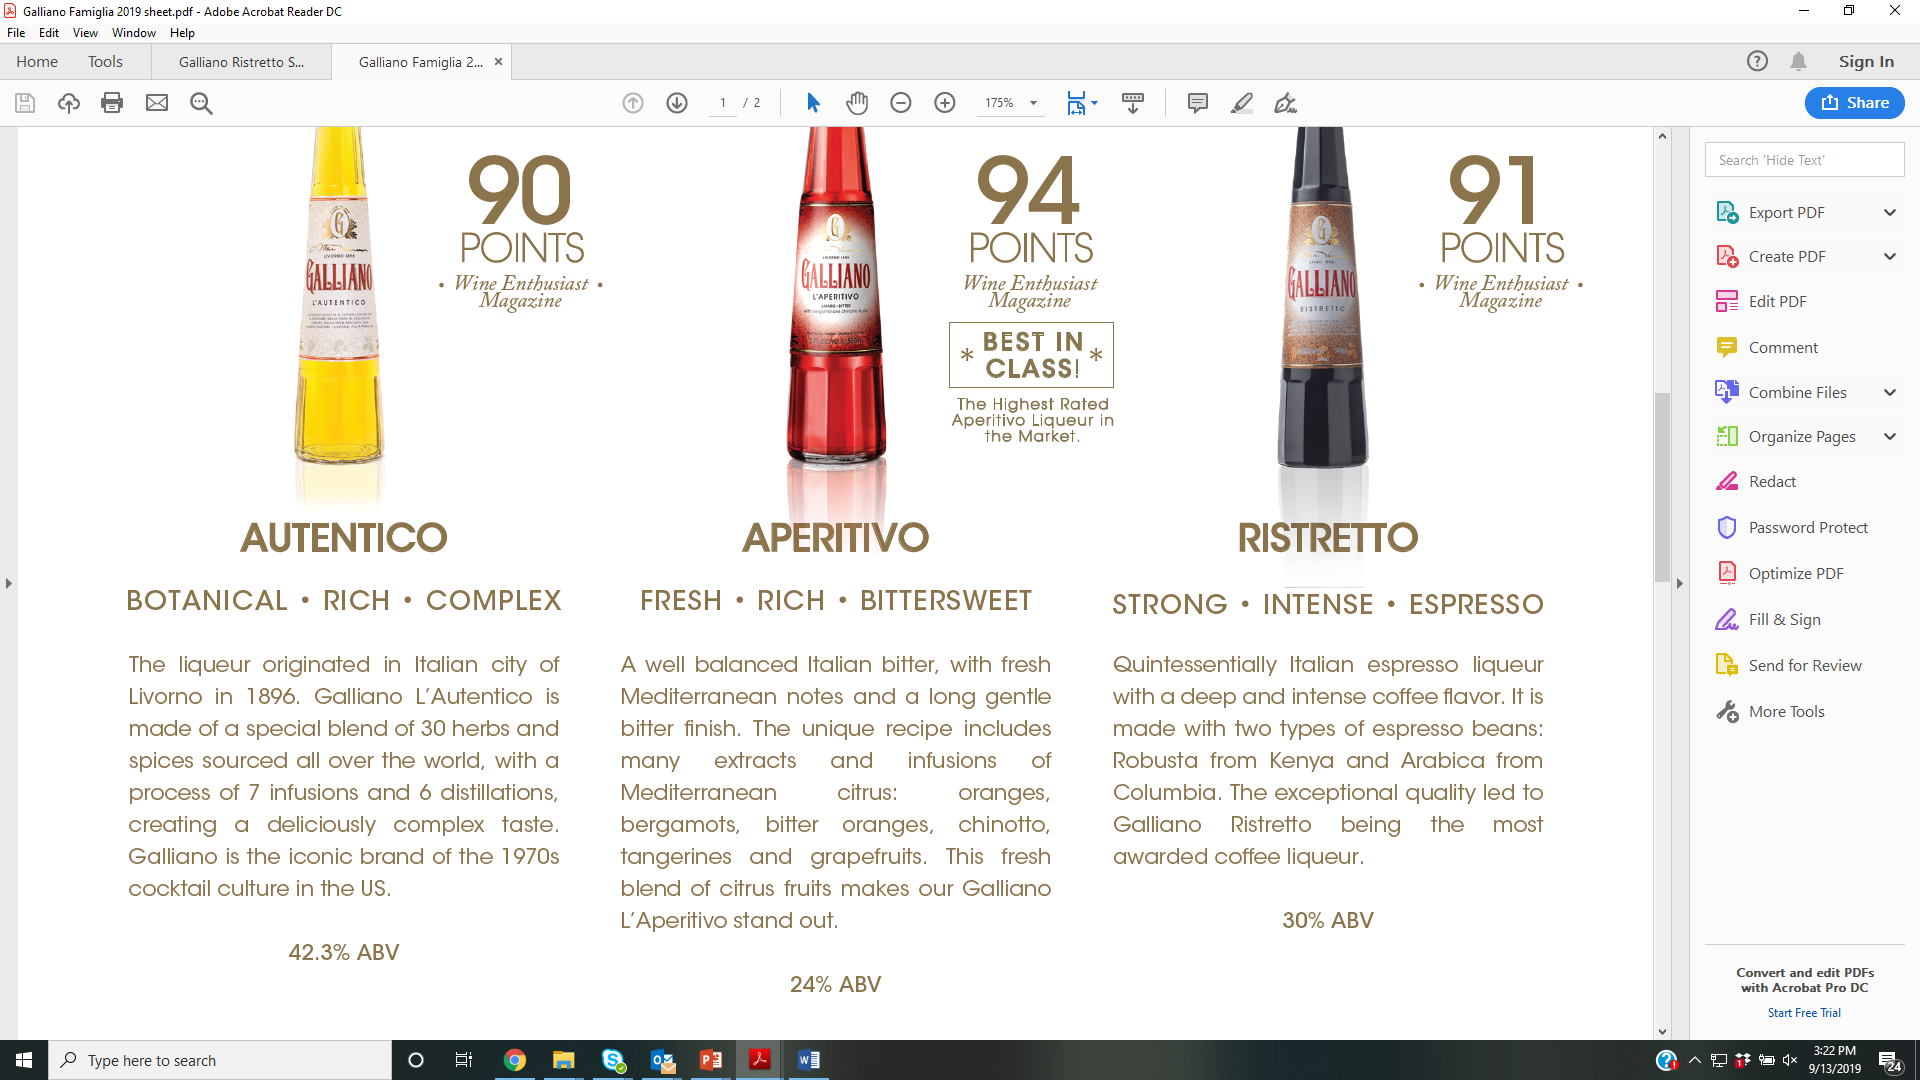 Galliano Famiglia 2019 sheet.pdf - Adobe Acrobat Reader DC
File Edit View Window Help
Home Tools Galliano Ristretto S... Galliano Famiglia 2... ×
Sign In
1 / 2
175%
Share
90
POINTS
• Wine Enthusiast •
Magazine
G
LIVORNO 1896
GALLIANO
L'AUTENTICO
94
POINTS
Wine Enthusiast
Magazine
* BEST IN *
CLASS!
The Highest Rated
Aperitivo Liqueur in
the Market.
G
LIVORNO 1896
GALLIANO
L'APERITIVO
AMARO • BITTER
91
POINTS
• Wine Enthusiast •
Magazine
G
GALLIANO
RISTRETTO
AUTENTICO
BOTANICAL • RICH • COMPLEX
The liqueur originated in Italian city of
Livorno in 1896. Galliano L'Autentico is
made of a special blend of 30 herbs and
spices sourced all over the world, with a
process of 7 infusions and 6 distillations,
creating a deliciously complex taste.
Galliano is the iconic brand of the 1970s
cocktail culture in the US.
42.3% ABV
APERITIVO
FRESH • RICH • BITTERSWEET
A well balanced Italian bitter, with fresh
Mediterranean notes and a long gentle
bitter finish. The unique recipe includes
many extracts and infusions of
Mediterranean citrus: oranges,
bergamots, bitter oranges, chinotto,
tangerines and grapefruits. This fresh
blend of citrus fruits makes our Galliano
L'Aperitivo stand out.
24% ABV
RISTRETTO
STRONG • INTENSE • ESPRESSO
Quintessentially Italian espresso liqueur
with a deep and intense coffee flavor. It is
made with two types of espresso beans:
Robusta from Kenya and Arabica from
Columbia. The exceptional quality led to
Galliano Ristretto being the most
awarded coffee liqueur.
30% ABV
Search 'Hide Text'
Export PDF
Create PDF
Edit PDF
Comment
Combine Files
Organize Pages
Redact
Password Protect
Optimize PDF
Fill & Sign
Send for Review
More Tools
Convert and edit PDFs
with Acrobat Pro DC
Start Free Trial
Type here to search
3:22 PM
9/13/2019
24